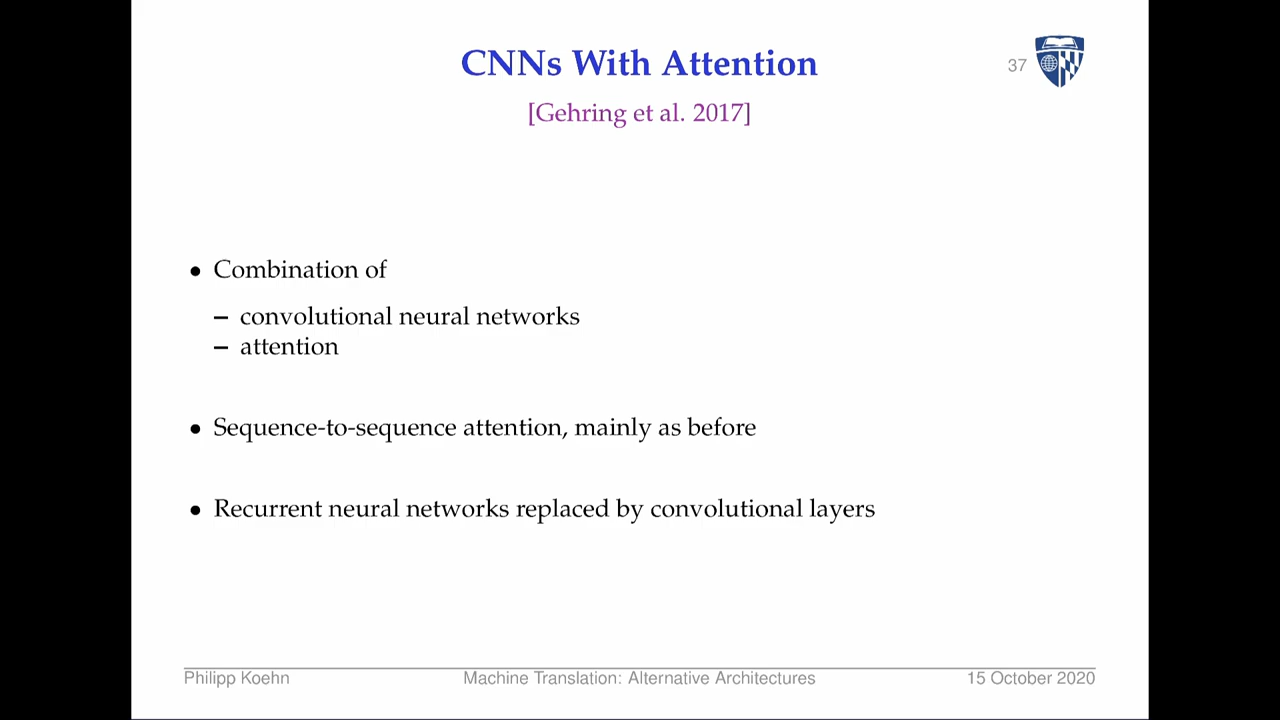 CNNs With Attention
37
[Gehring et al. 2017]
• Combination of
– convolutional neural networks
– attention
• Sequence-to-sequence attention, mainly as before
• Recurrent neural networks replaced by convolutional layers
Philipp Koehn Machine Translation: Alternative Architectures 15 October 2020